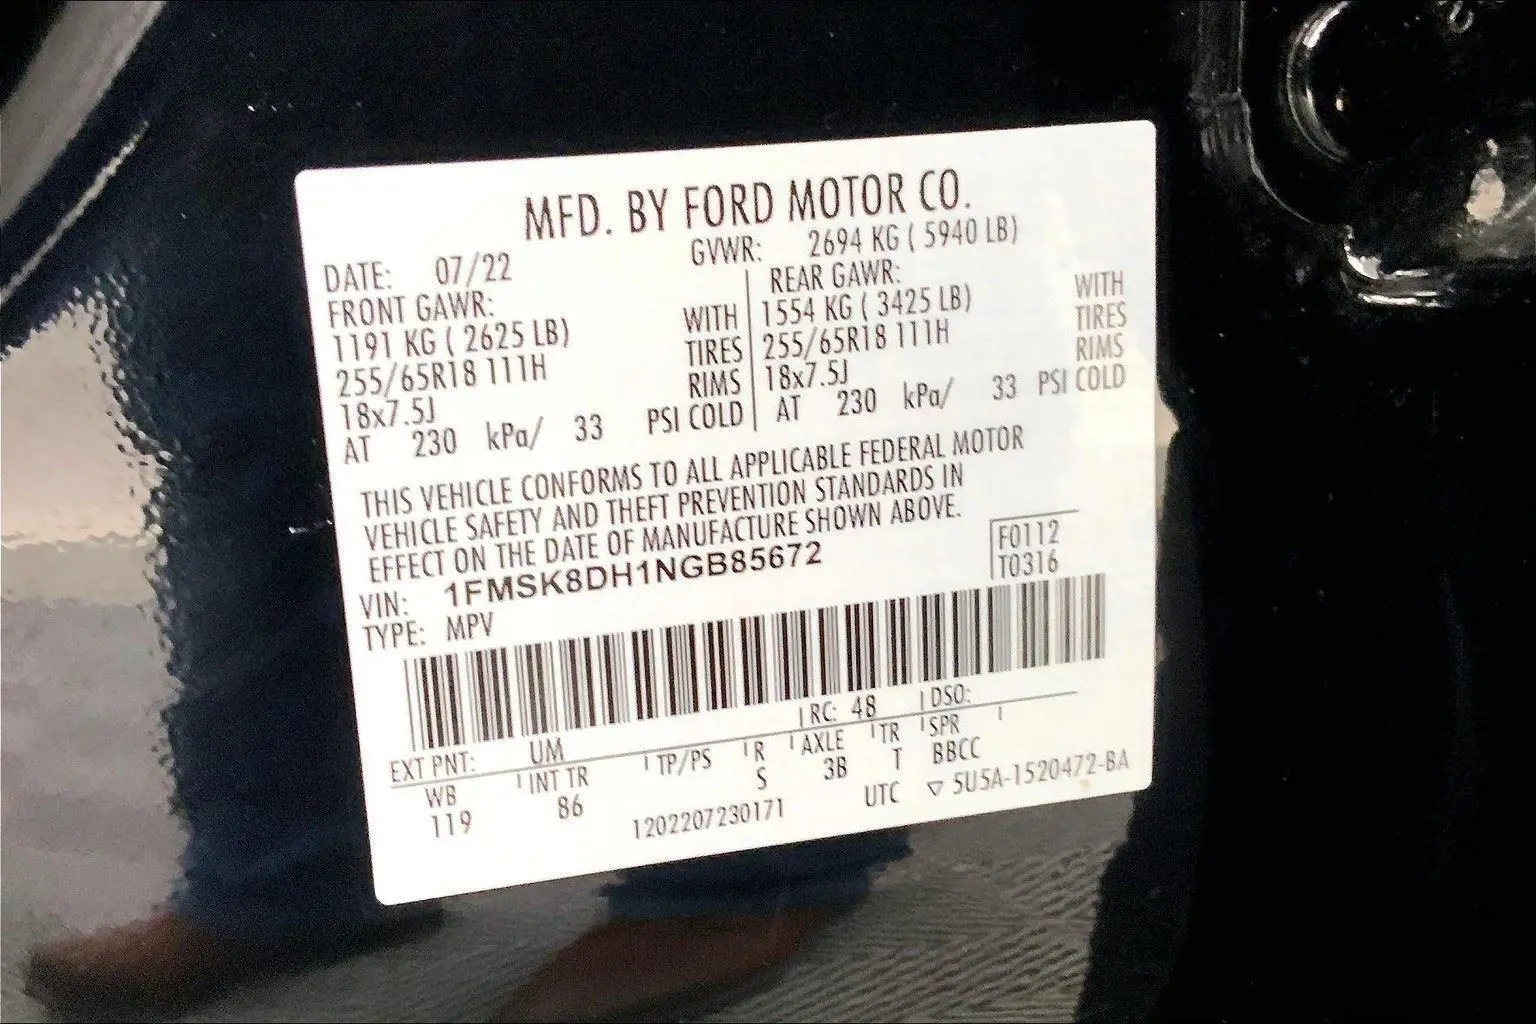 MFD. BY FORD MOTOR CO.
DATE: 07/22 GVWR: 2694 KG ( 5940 LB)
FRONT GAWR: REAR GAWR:
1191 KG ( 2625 LB) WITH 1554 KG ( 3425 LB) WITH
255/65R18 111H TIRES 255/65R18 111H TIRES
18x7.5J RIMS 18x7.5J RIMS
AT 230 kPa/ 33 PSI COLD AT 230 kPa/ 33 PSI COLD
THIS VEHICLE CONFORMS TO ALL APPLICABLE FEDERAL MOTOR
VEHICLE SAFETY AND THEFT PREVENTION STANDARDS IN
EFFECT ON THE DATE OF MANUFACTURE SHOWN ABOVE.
F0112
VIN: 1FMSK8DH1NGB85672 T0316
TYPE: MPV
EXT PNT: UM RC: 48 DSO:
WB INT TR TP/PS R AXLE TR SPR
119 86 S 3B T BBCC
1202207230171 UTC ▽ 5U5A-1520472-BA